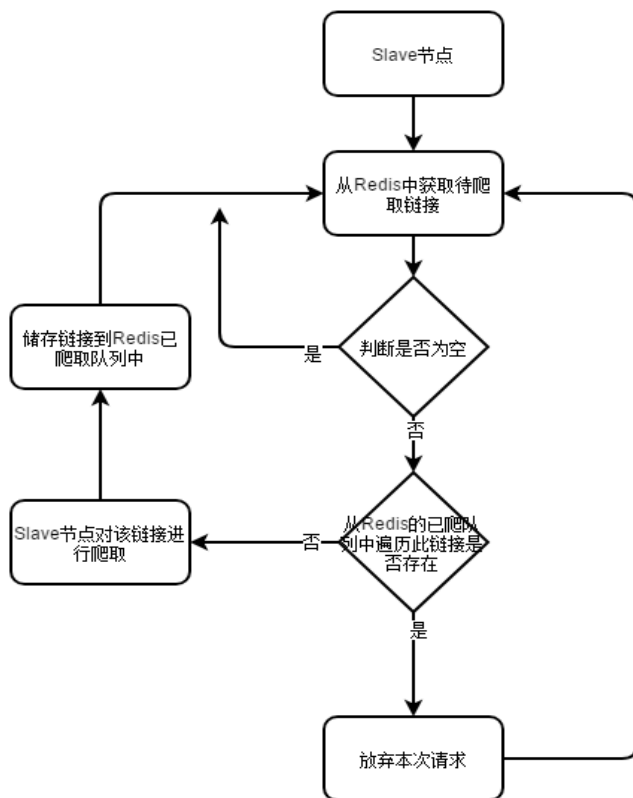 Slave节点
从Redis中获取待爬
取链接
储存链接到Redis已
爬取队列中
是
判断是否为空
否
Slave节点对该链接进
行爬取
否
从Redis的已爬队
列中遍历此链接是
否存在
是
放弃本次请求